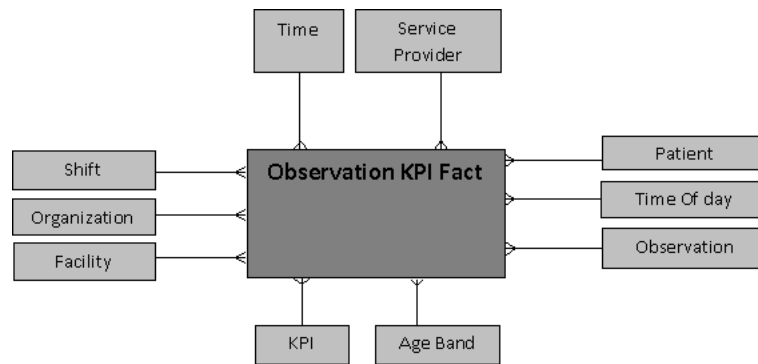 Time
Service
Provider
Observation KPI Fact
Shift
Organization
Facility
Patient
Time Of day
Observation
KPI
Age Band